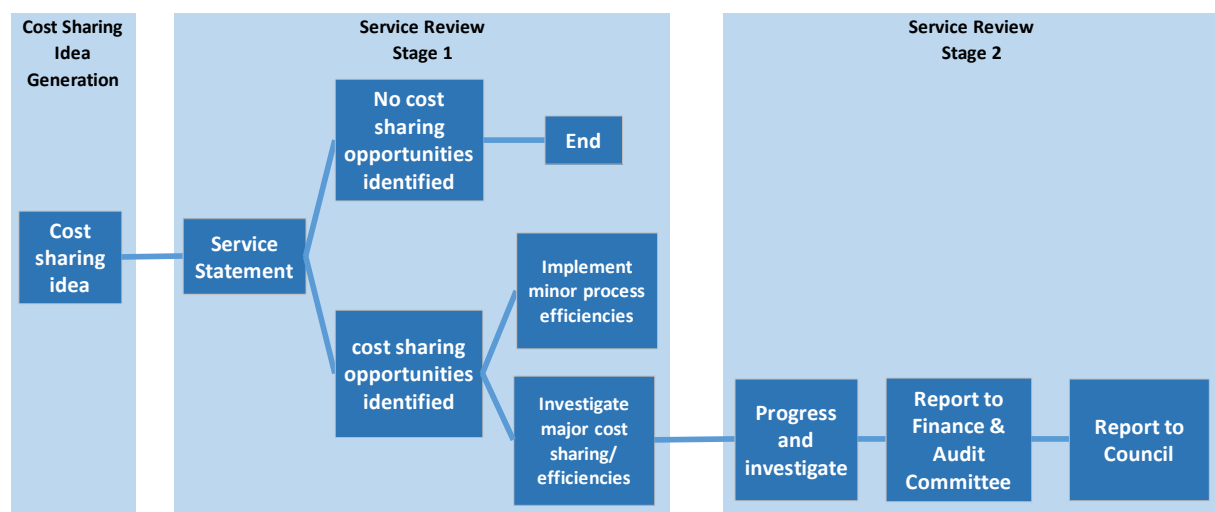 Cost Sharing
Idea
Generation
Service Review
Stage 1
Service Review
Stage 2
Cost
sharing
idea
Service
Statement
No cost
sharing
opportunities
identified
End
cost sharing
opportunities
identified
Implement
minor process
efficiencies
Investigate
major cost
sharing/
efficiencies
Progress
and
investigate
Report to
Finance &
Audit
Committee
Report to
Council